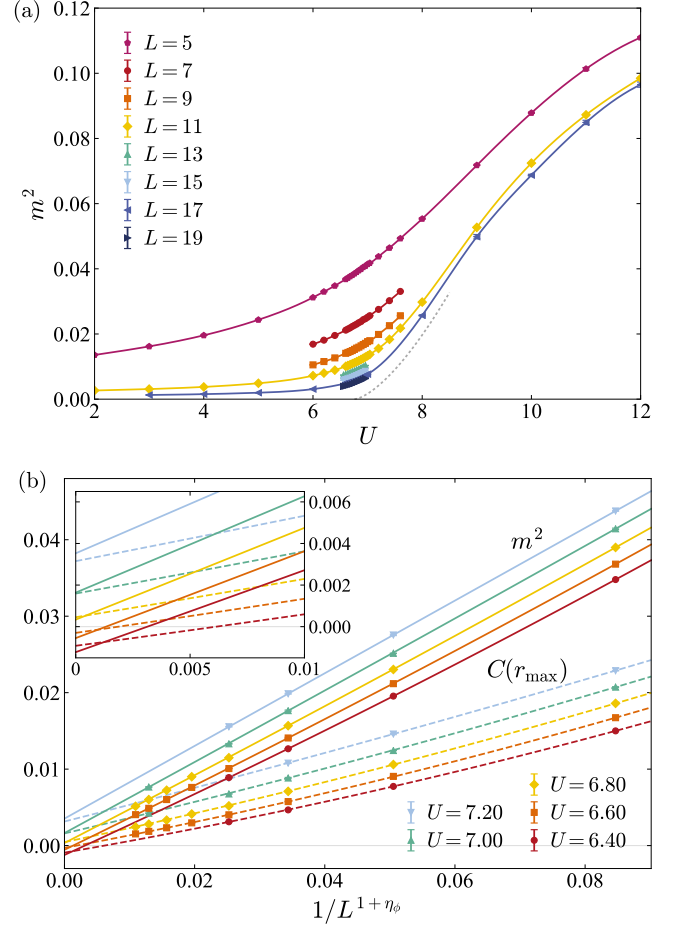 (a)
0.12
0.10
0.08
0.06
0.04
0.02
0.00
m²
L = 5
L = 7
L = 9
L = 11
L = 13
L = 15
L = 17
L = 19
2 4 6 8 10 12
U
(b)
0.04
0.03
0.02
0.01
0.00
0.006
0.004
0.002
0.000
0 0.005 0.01
m²
C(r_max)
U = 6.80
U = 7.20 U = 6.60
U = 7.00 U = 6.40
0.00 0.02 0.04 0.06 0.08
1/L^{1+η_ϕ}